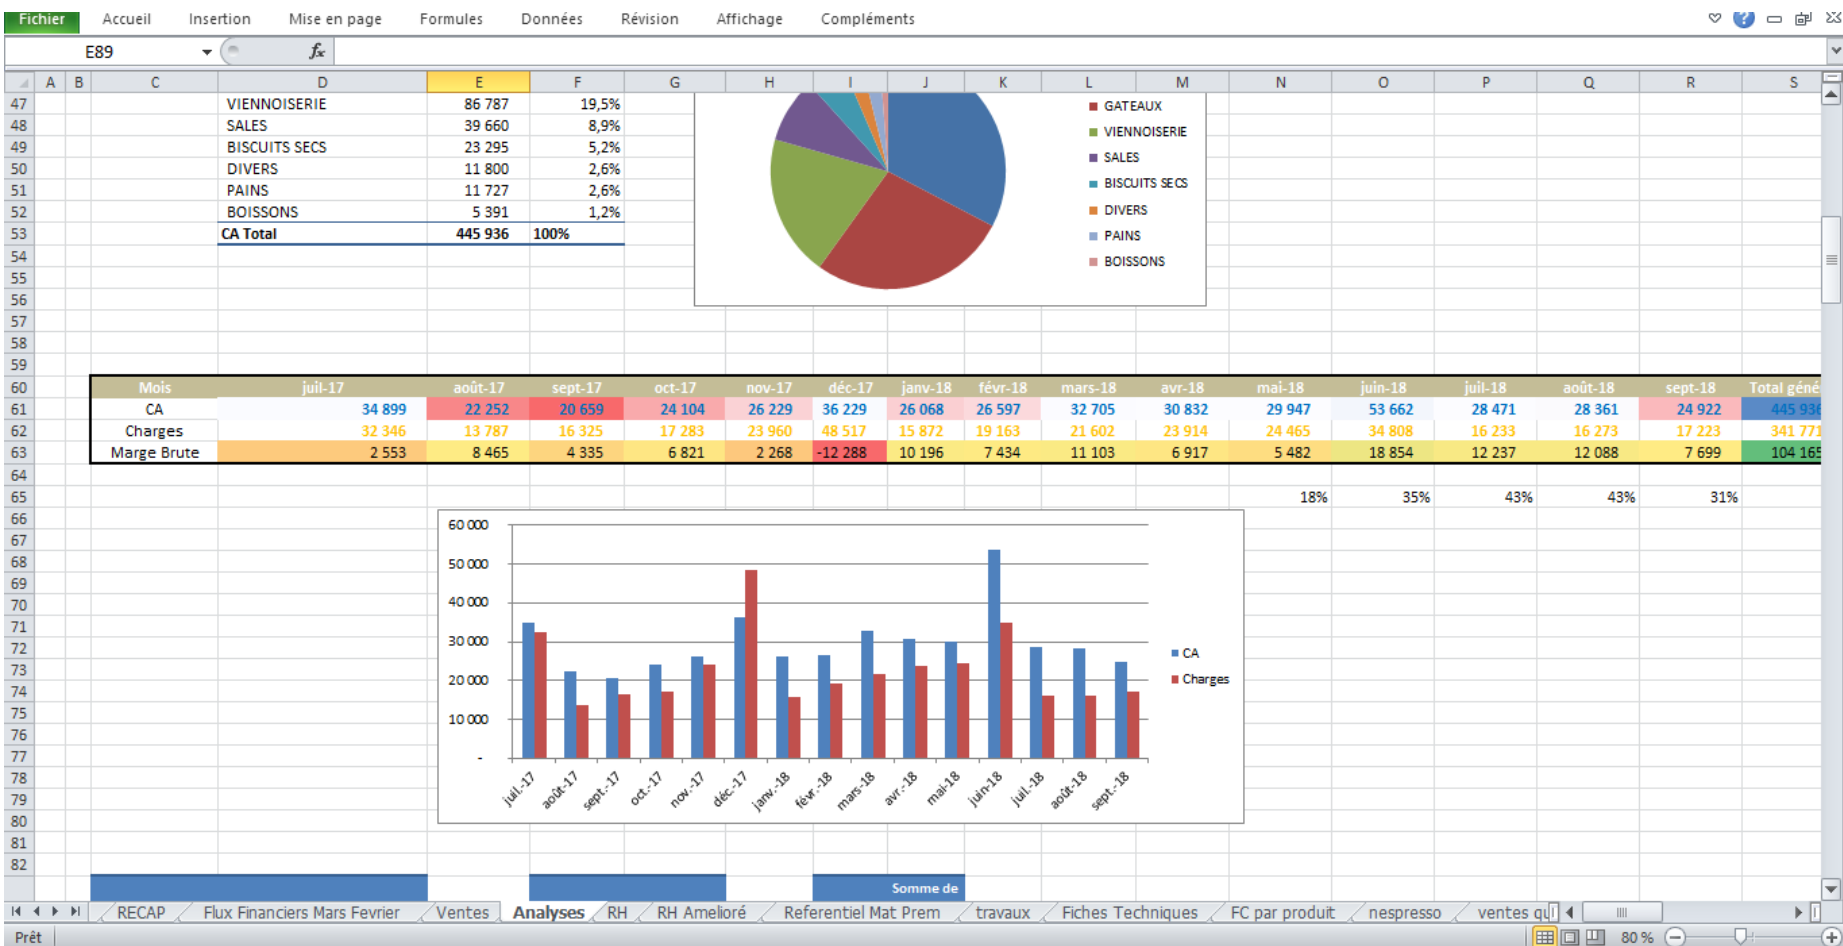 Fichier Accueil Insertion Mise en page Formules Données Révision Affichage Compléments
E89 fx
A B C D E F G H I J K L M N O P Q R S
47 VIENNOISERIE 86 787 19,5%
48 SALES 39 660 8,9%
49 BISCUITS SECS 23 295 5,2%
50 DIVERS 11 800 2,6%
51 PAINS 11 727 2,6%
52 BOISSONS 5 391 1,2%
53 CA Total 445 936 100%
GATEAUX
VIENNOISERIE
SALES
BISCUITS SECS
DIVERS
PAINS
BOISSONS
54
55
56
57
58
59
60 Mois juil-17 août-17 sept-17 oct-17 nov-17 déc-17 janv-18 févr-18 mars-18 avr-18 mai-18 juin-18 juil-18 août-18 sept-18 Total géné
61 CA 34 899 22 252 20 659 24 104 26 229 36 229 26 068 26 597 32 705 30 832 29 947 53 662 28 471 28 361 24 922 445 936
62 Charges 32 346 13 787 16 325 17 283 23 960 48 517 15 872 19 163 21 602 23 914 24 465 34 808 16 233 16 273 17 223 341 771
63 Marge Brute 2 553 8 465 4 335 6 821 2 268 -12 288 10 196 7 434 11 103 6 917 5 482 18 854 12 237 12 088 7 699 104 165
64
65 18% 35% 43% 43% 31%
66
67
68
69
70
71
72
73
74
75
76
77
78
79
80
81
82
60 000
50 000
40 000
30 000
20 000
10 000
-
juil.-17 août-17 sept.-17 oct.-17 nov.-17 déc.-17 janv.-18 févr.-18 mars-18 avr.-18 mai-18 juin-18 juil.-18 août-18 sept.-18
CA
Charges
Somme de
RECAP Flux Financiers Mars Fevrier Ventes Analyses RH RH Amelioré Referentiel Mat Prem travaux Fiches Techniques FC par produit nespresso ventes qu
Prêt 80 %